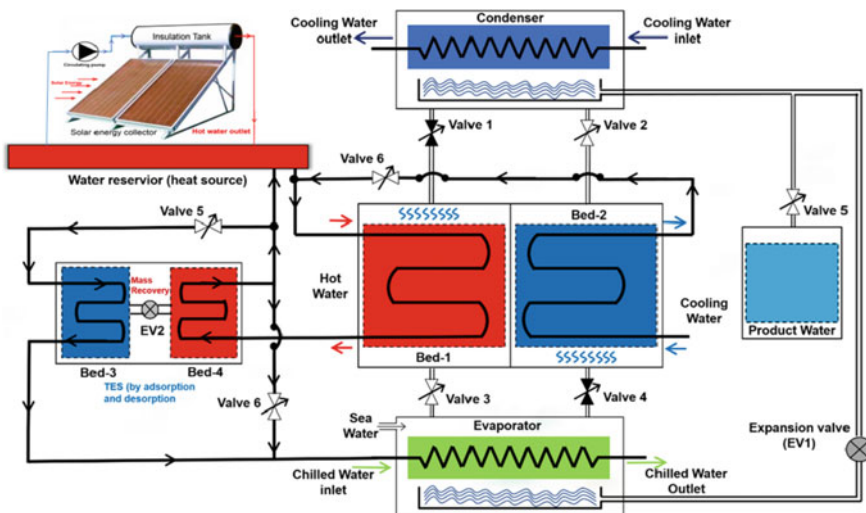 Insulation Tank
Circulating pump
Solar Energy
Solar energy collector
Hot water outlet
Water reservior (heat source)
Cooling Water
outlet
Condenser
Cooling Water
inlet
Valve 1
Valve 2
Valve 6
Valve 5
Bed-2
Valve 5
Mass
Recovery
EV2
Hot
Water
Cooling
Water
Product Water
Bed-3
Bed-4
Bed-1
TES (by adsorption
and desorption
Valve 6
Valve 3
Valve 4
Sea
Water
Evaporator
Expansion valve
(EV1)
Chilled Water
inlet
Chilled Water
Outlet